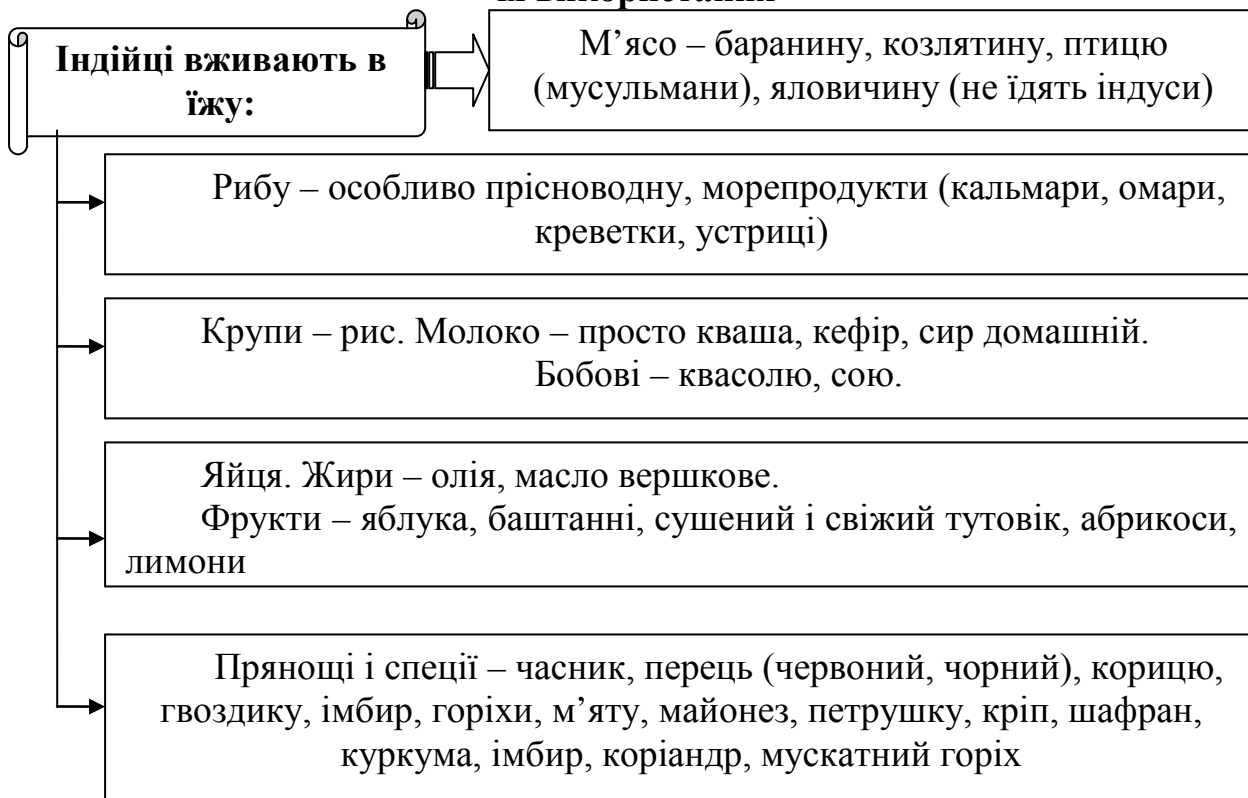 їх використання
Індійці вживають в
їжу:
М’ясо – баранину, козлятину, птицю
(мусульмани), яловичину (не їдять індуси)
Рибу – особливо прісноводну, морепродукти (кальмари, омари,
креветки, устриці)
Крупи – рис. Молоко – просто кваша, кефір, сир домашній.
Бобові – квасолю, сою.
Яйця. Жири – олія, масло вершкове.
Фрукти – яблука, баштанні, сушений і свіжий тутовік, абрикоси,
лимони
Прянощі і спеції – часник, перець (червоний, чорний), корицю,
гвоздику, імбир, горіхи, м’яту, майонез, петрушку, кріп, шафран,
куркума, імбир, коріандр, мускатний горіх